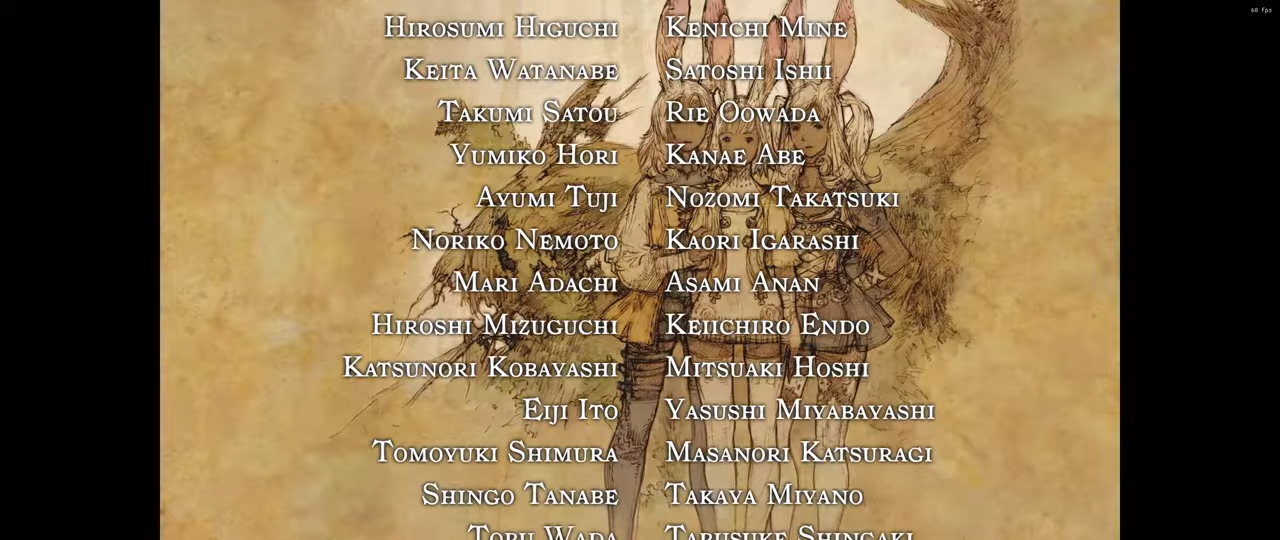 60 fps
Hirosumi Higuchi Kenichi Mine
Keita Watanabe Satoshi Ishii
Takumi Satou Rie Oowada
Yumiko Hori Kanae Abe
Ayumi Tuji Nozomi Takatsuki
Noriko Nemoto Kaori Igarashi
Mari Adachi Asami Anan
Hiroshi Mizuguchi Keiichiro Endo
Katsunori Kobayashi Mitsuaki Hoshi
Eiji Ito Yasushi Miyabayashi
Tomoyuki Shimura Masanori Katsuragi
Shingo Tanabe Takaya Miyano
Toru Wada